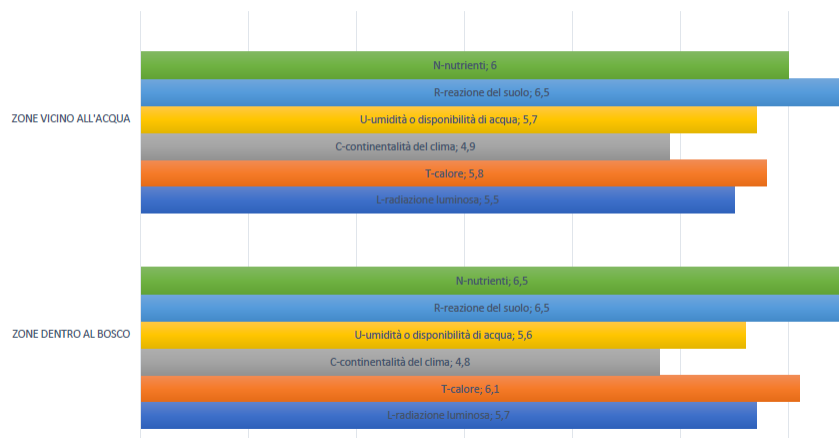 N-nutrienti; 6
R-reazione del suolo; 6,5
ZONE VICINO ALL'ACQUA
U-umidità o disponibilità di acqua; 5,7
C-continentalità del clima; 4,9
T-calore; 5,8
L-radiazione luminosa; 5,5
N-nutrienti; 6,5
R-reazione del suolo; 6,5
ZONE DENTRO AL BOSCO
U-umidità o disponibilità di acqua; 5,6
C-continentalità del clima; 4,8
T-calore; 6,1
L-radiazione luminosa; 5,7